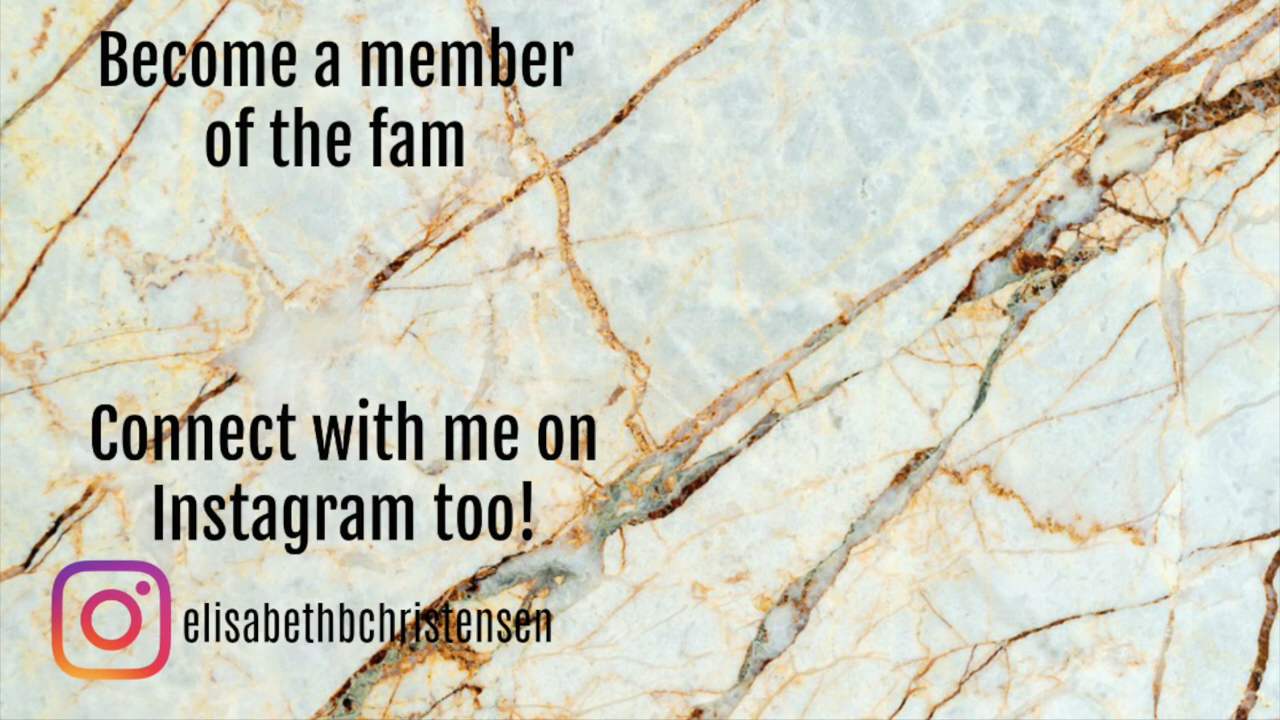 Become a member
of the fam
Connect with me on
Instagram too!
elisabethbchristensen